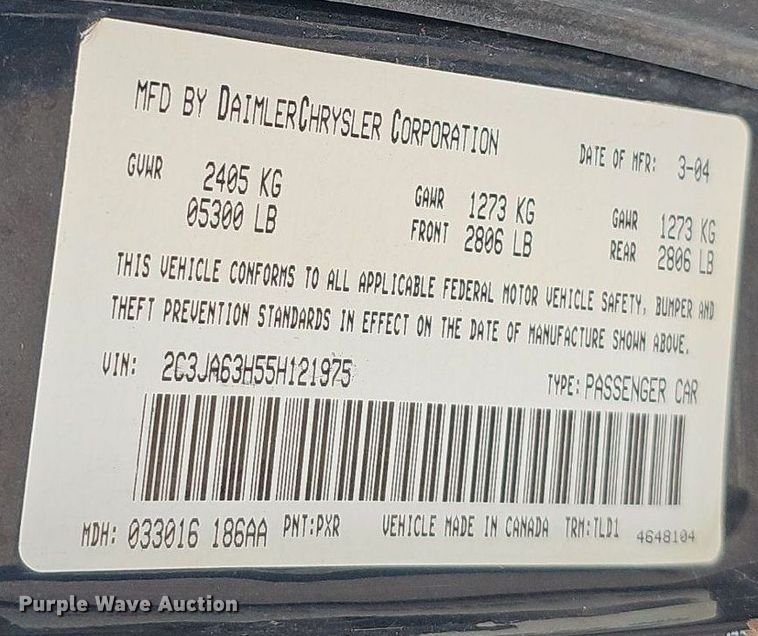 MFD BY DAIMLERCHRYSLER CORPORATION DATE OF MFR: 3-04
GVWR 2405 KG GAWR 1273 KG GAWR 1273 KG
05300 LB FRONT 2806 LB REAR 2806 LB
THIS VEHICLE CONFORMS TO ALL APPLICABLE FEDERAL MOTOR VEHICLE SAFETY, BUMPER AND
THEFT PREVENTION STANDARDS IN EFFECT ON THE DATE OF MANUFACTURE SHOWN ABOVE.
VIN: 2C3JA63H55H121975 TYPE: PASSENGER CAR
MDH: 033016 186AA PNT:PXR VEHICLE MADE IN CANADA TRM:TLD1 4648104
Purple Wave Auction